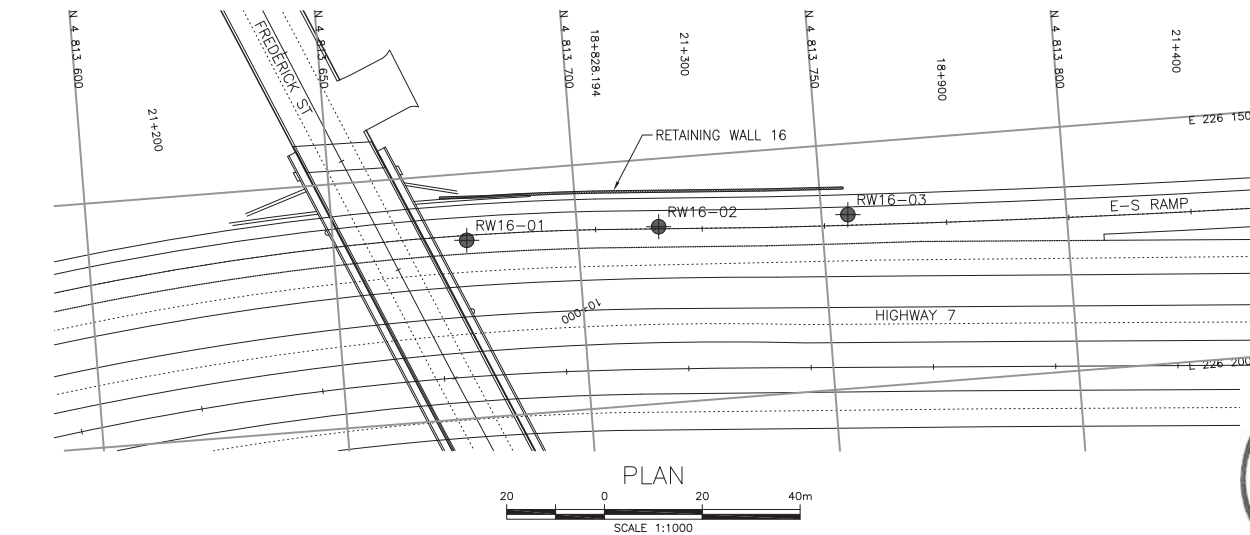 N 4 813 600
N 4 813 650
N 4 813 700
N 4 813 750
N 4 813 800
FREDERICK ST
18+828.194
21+300
18+900
21+400
21+200
E 226 150
RETAINING WALL 16
RW16-01
RW16-02
RW16-03
E-S RAMP
10+000
HIGHWAY 7
E 226 200
PLAN
20 0 20 40m
SCALE 1:1000